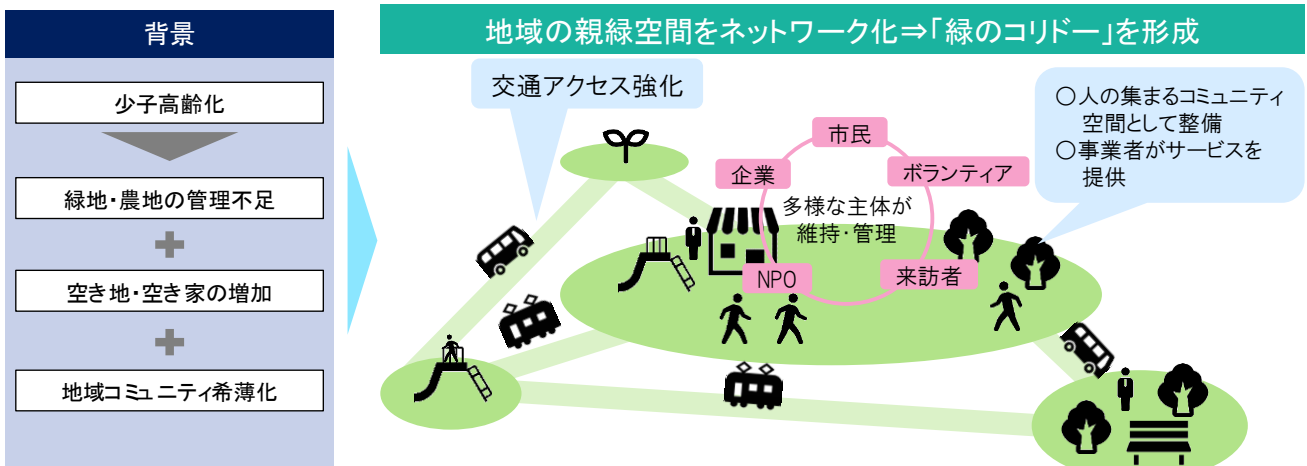 背景
少子高齢化
緑地・農地の管理不足
空き地・空き家の増加
地域コミュニティ希薄化
地域の親緑空間をネットワーク化⇒「緑のコリドー」を形成
交通アクセス強化
○人の集まるコミュニティ
空間として整備
○事業者がサービスを
提供
市民
企業
ボランティア
多様な主体が
維持・管理
NPO
来訪者